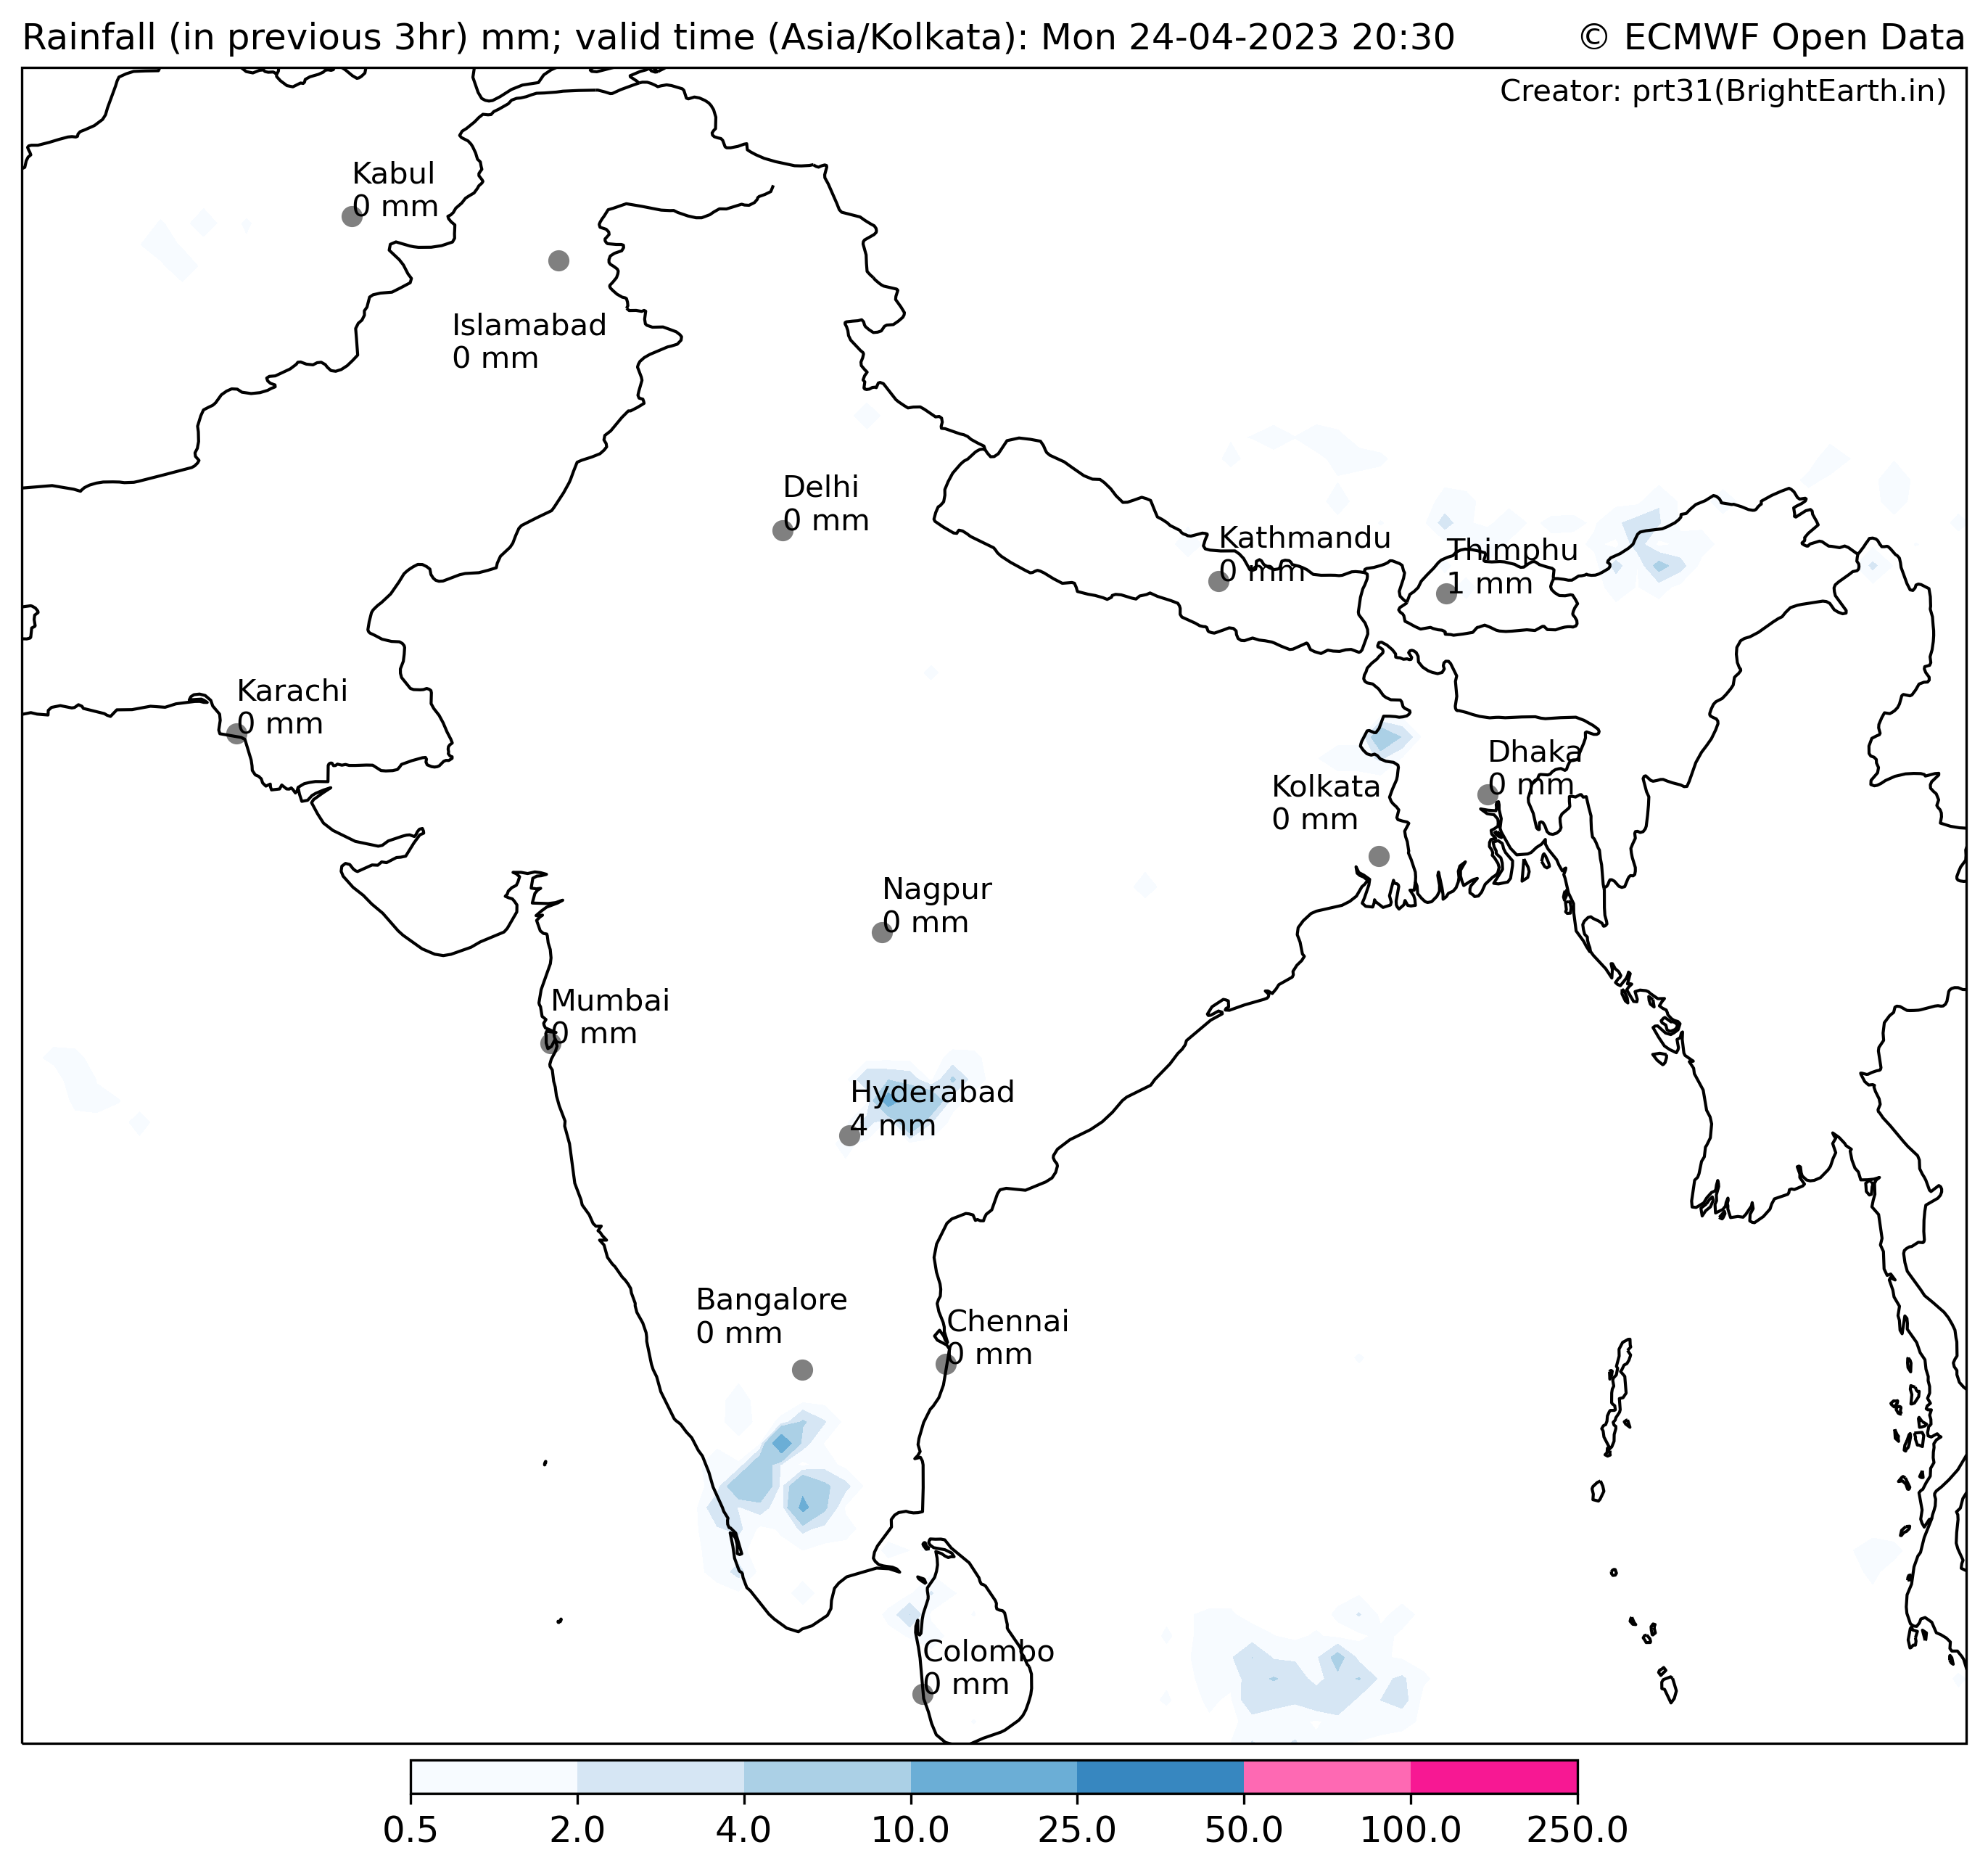 Rainfall (in previous 3hr) mm; valid time (Asia/Kolkata): Mon 24-04-2023 20:30
© ECMWF Open Data
Creator: prt31(BrightEarth.in)
Kabul
0 mm
Islamabad
0 mm
Delhi
0 mm
Kathmandu
0 mm
Thimphu
1 mm
Karachi
0 mm
Dhaka
0 mm
Kolkata
0 mm
Nagpur
0 mm
Mumbai
0 mm
Hyderabad
4 mm
Bangalore
0 mm
Chennai
0 mm
Colombo
0 mm
0.5 2.0 4.0 10.0 25.0 50.0 100.0 250.0